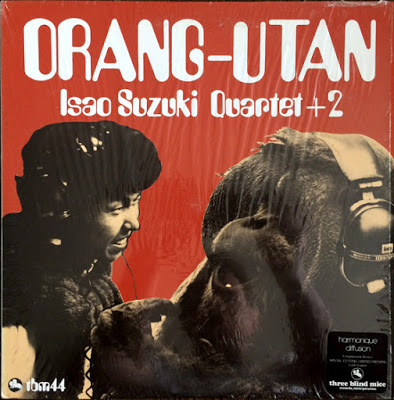 ORANG-UTAN
Isao Suzuki Quartet+2
tbm44
harmonique
diffusion
three blind mice